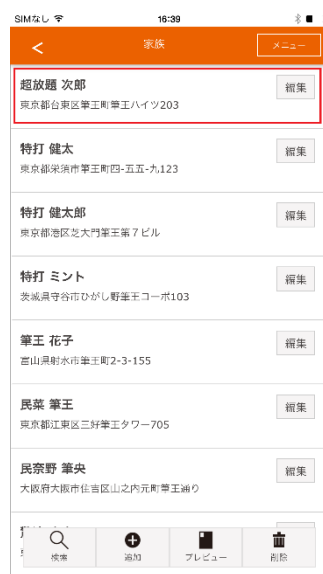 SIMなし 16:39
< 家族 メニュー
超放題 次郎 編集
東京都台東区筆王町筆王ハイツ203
特打 健太 編集
東京都栄須市筆王町四-五五-九123
特打 健太郎 編集
東京都港区芝大門筆王第7ビル
特打 ミント 編集
茨城県守谷市ひがし野筆王コーポ103
筆王 花子 編集
富山県射水市筆王町2-3-155
民菜 筆王 編集
東京都江東区三好筆王タワー705
民奈野 筆央 編集
大阪府大阪市住吉区山之内元町筆王通り
検索 追加 プレビュー 削除